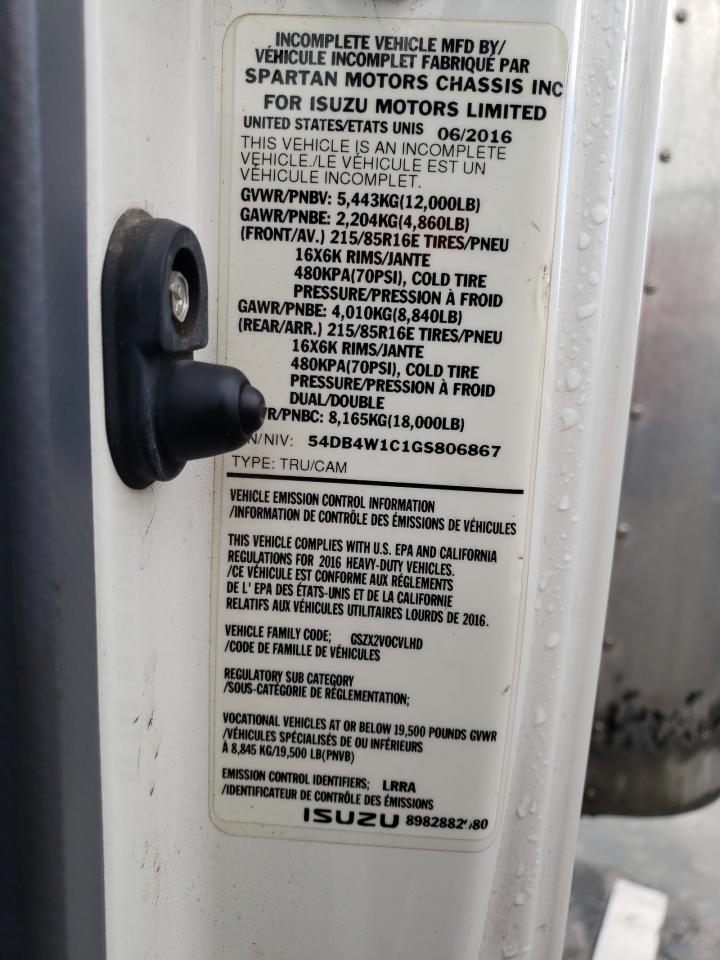 INCOMPLETE VEHICLE MFD BY/
VÉHICULE INCOMPLET FABRIQUÉ PAR
SPARTAN MOTORS CHASSIS INC
FOR ISUZU MOTORS LIMITED
UNITED STATES/ETATS UNIS 06/2016
THIS VEHICLE IS AN INCOMPLETE
VEHICLE./LE VÉHICULE EST UN
VÉHICULE INCOMPLET.
GVWR/PNBV: 5,443KG(12,000LB)
GAWR/PNBE: 2,204KG(4,860LB)
(FRONT/AV.) 215/85R16E TIRES/PNEU
16X6K RIMS/JANTE
480KPA(70PSI), COLD TIRE
PRESSURE/PRESSION À FROID
GAWR/PNBE: 4,010KG(8,840LB)
(REAR/ARR.) 215/85R16E TIRES/PNEU
16X6K RIMS/JANTE
480KPA(70PSI), COLD TIRE
PRESSURE/PRESSION À FROID
DUAL/DOUBLE
WR/PNBC: 8,165KG(18,000LB)
N/NIV: 54DB4W1C1GS806867
TYPE: TRU/CAM
VEHICLE EMISSION CONTROL INFORMATION
/INFORMATION DE CONTRÔLE DES ÉMISSIONS DE VÉHICULES
THIS VEHICLE COMPLIES WITH U.S. EPA AND CALIFORNIA
REGULATIONS FOR 2016 HEAVY-DUTY VEHICLES.
/CE VÉHICULE EST CONFORME AUX RÉGLEMENTS
DE L' EPA DES ÉTATS-UNIS ET DE LA CALIFORNIE
RELATIFS AUX VÉHICULES UTILITAIRES LOURDS DE 2016.
VEHICLE FAMILY CODE; GSZX2VOCVLHD
/CODE DE FAMILLE DE VÉHICULES
REGULATORY SUB CATEGORY
/SOUS-CATÉGORIE DE RÉGLEMENTATION;
VOCATIONAL VEHICLES AT OR BELOW 19,500 POUNDS GVWR
/VÉHICULES SPÉCIALISÉS DE OU INFÉRIEURS
À 8,845 KG/19,500 LB(PNVB)
EMISSION CONTROL IDENTIFIERS; LRRA
/IDENTIFICATEUR DE CONTRÔLE DES ÉMISSIONS
ISUZU